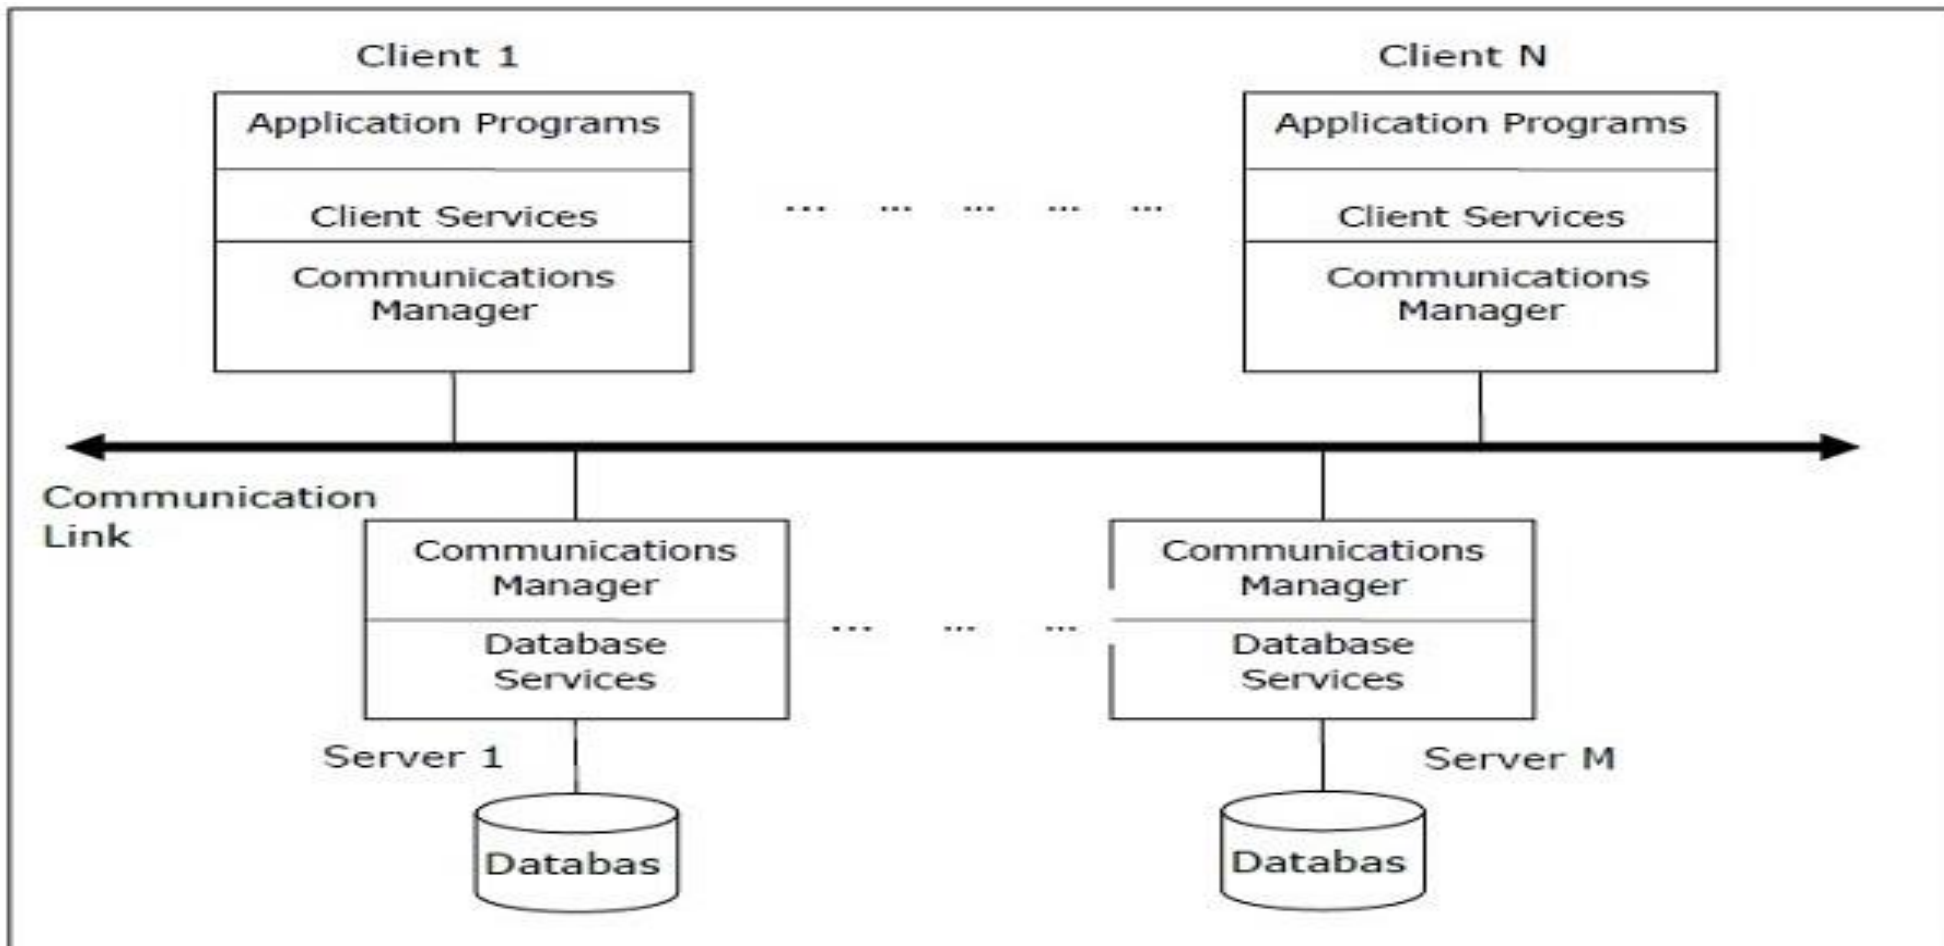 Client 1
Client N
Application Programs
Client Services
Communications
Manager
... ... ... ... ...
Application Programs
Client Services
Communications
Manager
Communication
Link
Communications
Manager
Database
Services
... ... ...
Communications
Manager
Database
Services
Server 1
Server M
Databas
Databas